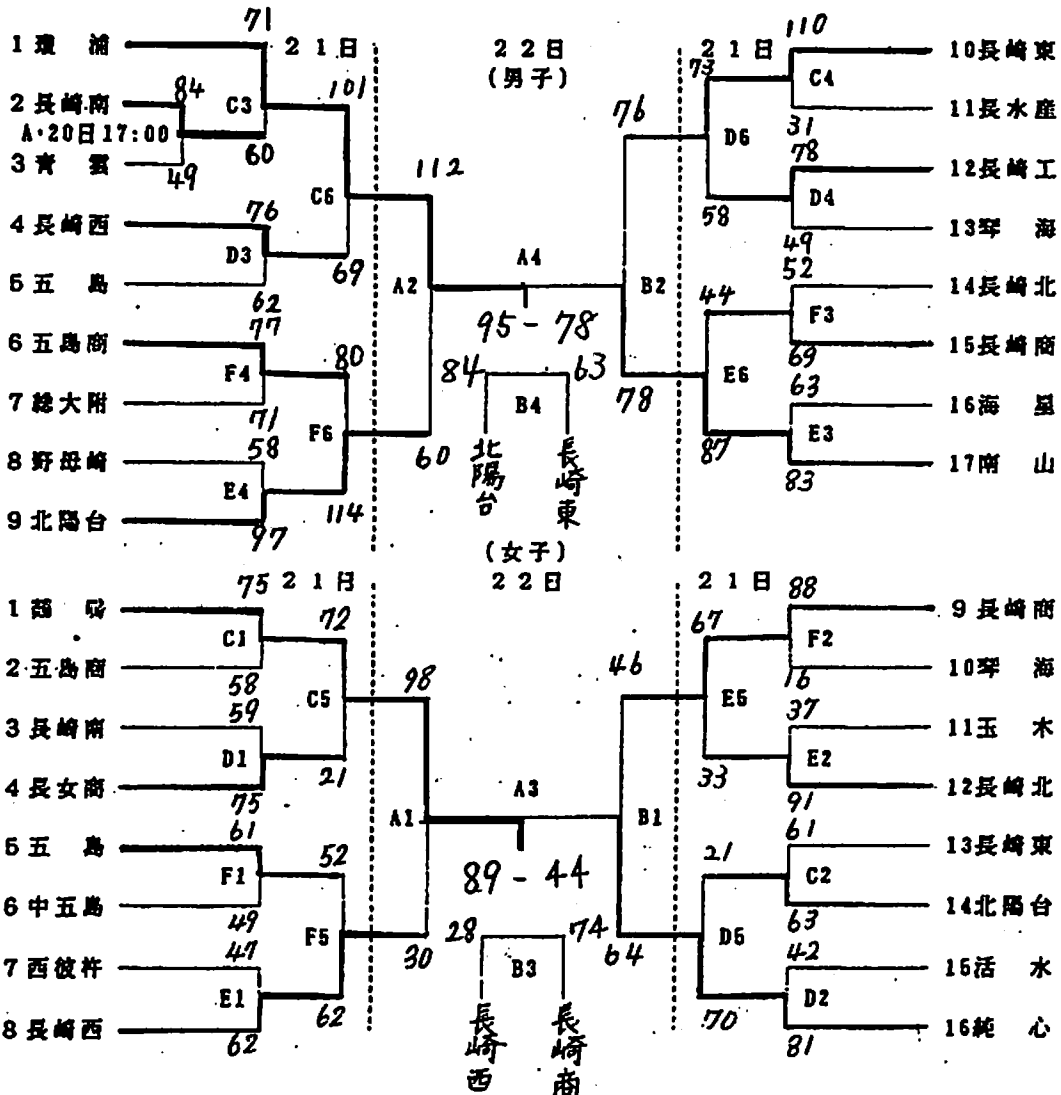 71 110
1 瓊 浦 21日 22日 21日 10長崎東
(男子)
84 101 73 C4
2 長崎南 C3 76 11長水産
A・20日17:00 D6 31
3 青 雲 49 60 112 78 12長崎工
C6 58 D4
4 長崎西 76 49 13琴 海
D3 69 A2 A4 B2 52
5 五 島 62 44 14長崎北
77 95-78 F3
6 五島商 80 84 63 69 15長崎商
F4 B4 78 E6 63
7 総大附 71 16海 星
58 F6 60 北陽台 長崎東 87 E3
8 野母崎 83 17南 山
E4 114
9 北陽台 97
(女子)
75 21日 22日 21日 88
1 鶴 鳴 72 67 9 長崎商
C1 F2
2 五島商 58 98 46 16 10琴 海
59 C5 E5 37
3 長崎南 11玉 木
D1 21 33 E2
4 長女商 75 A3 91 12長崎北
61 A1 B1 61
5 五 島 52 21 13長崎東
F1 89-44 C2
6 中五島 49 63 14北陽台
47 F5 30 28 74 64 D5 42
7 西彼杵 B3 15活 水
E1 62 70 D2
8 長崎西 62 長崎西 長崎商 81 16純 心